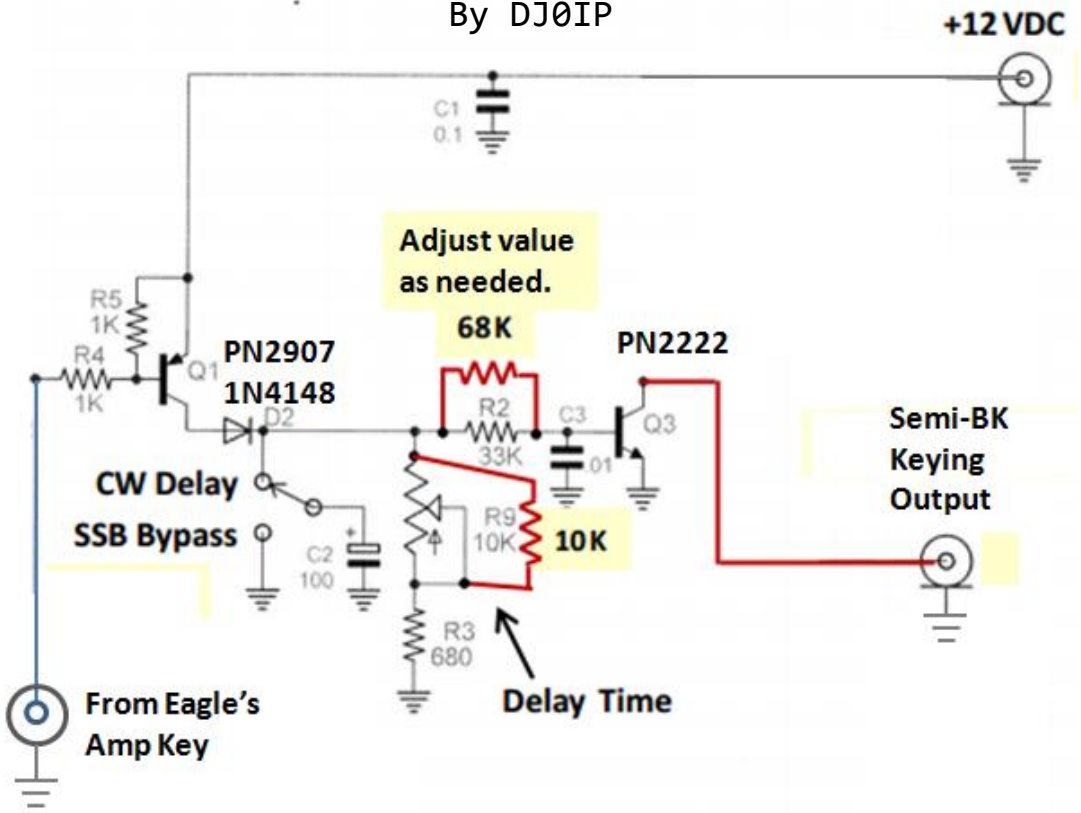 By DJ0IP
+12 VDC
C1
0.1
Adjust value
as needed.
68K
R5
1K
R4
1K
Q1
PN2907
1N4148
D2
PN2222
R2
33K
C3
.01
Q3
Semi-BK
Keying
Output
CW Delay
SSB Bypass
+
C2
100
R9
10K
10K
R3
680
Delay Time
From Eagle's
Amp Key